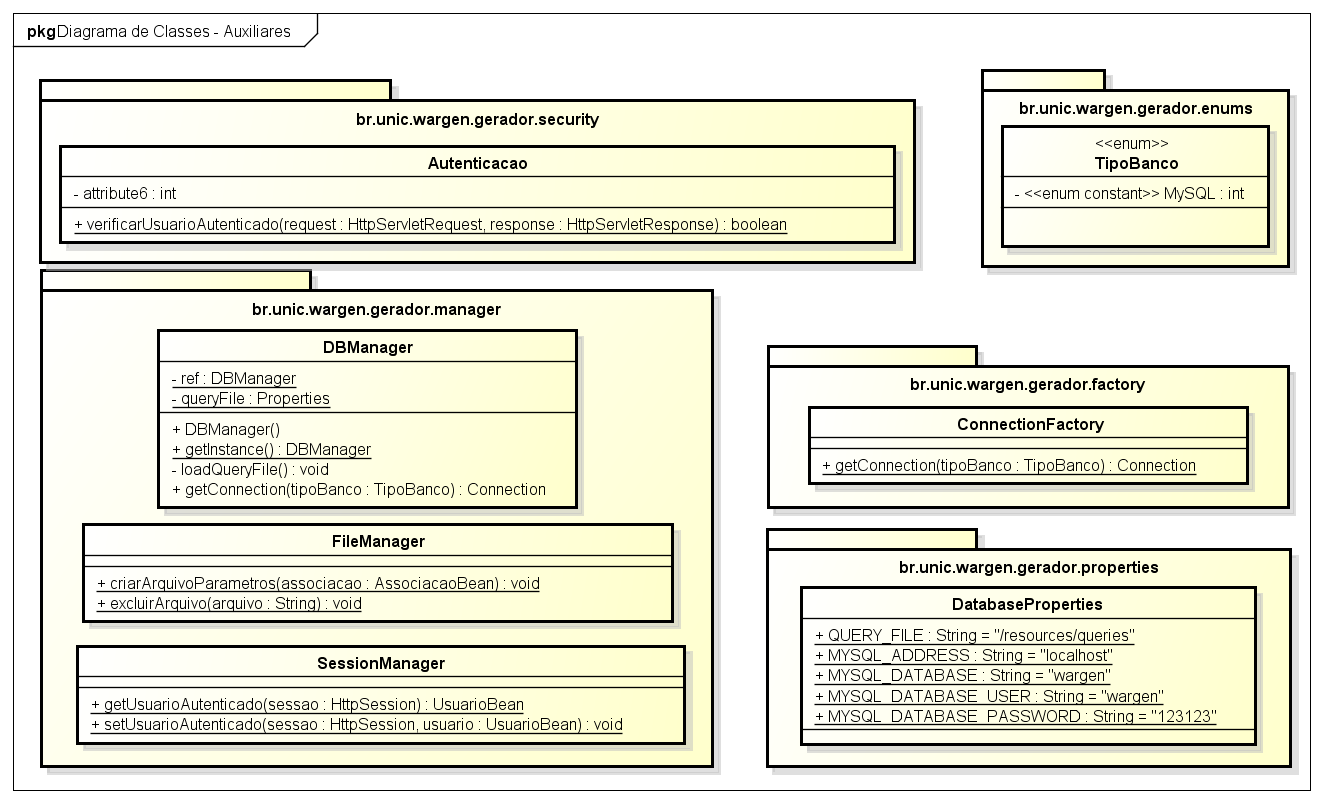 pkg Diagrama de Classes - Auxiliares
br.unic.wargen.gerador.security
Autenticacao
- attribute6 : int
+ verificarUsuarioAutenticado(request : HttpServletRequest, response : HttpServletResponse) : boolean
br.unic.wargen.gerador.enums
<<enum>>
TipoBanco
- <<enum constant>> MySQL : int
br.unic.wargen.gerador.manager
DBManager
- ref : DBManager
- queryFile : Properties
+ DBManager()
+ getInstance() : DBManager
- loadQueryFile() : void
+ getConnection(tipoBanco : TipoBanco) : Connection
FileManager
+ criarArquivoParametros(associacao : AssociacaoBean) : void
+ excluirArquivo(arquivo : String) : void
SessionManager
+ getUsuarioAutenticado(sessao : HttpSession) : UsuarioBean
+ setUsuarioAutenticado(sessao : HttpSession, usuario : UsuarioBean) : void
br.unic.wargen.gerador.factory
ConnectionFactory
+ getConnection(tipoBanco : TipoBanco) : Connection
br.unic.wargen.gerador.properties
DatabaseProperties
+ QUERY_FILE : String = "/resources/queries"
+ MYSQL_ADDRESS : String = "localhost"
+ MYSQL_DATABASE : String = "wargen"
+ MYSQL_DATABASE_USER : String = "wargen"
+ MYSQL_DATABASE_PASSWORD : String = "123123"